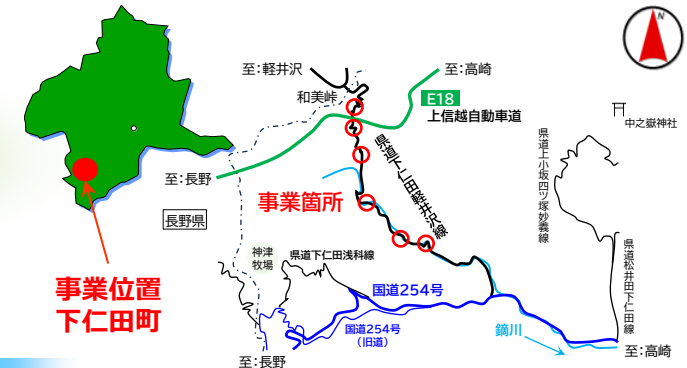 N
至：軽井沢
至：高崎
和美峠
E18
上信越自動車道
中之嶽神社
県道上小坂四ツ塚妙義線
県道下仁田軽井沢線
至：長野
事業箇所
長野県
神津
牧場
県道下仁田浅科線
県道松井田下仁田線
事業位置
下仁田町
国道254号
国道254号
（旧道）
鏑川
至：高崎
至：長野